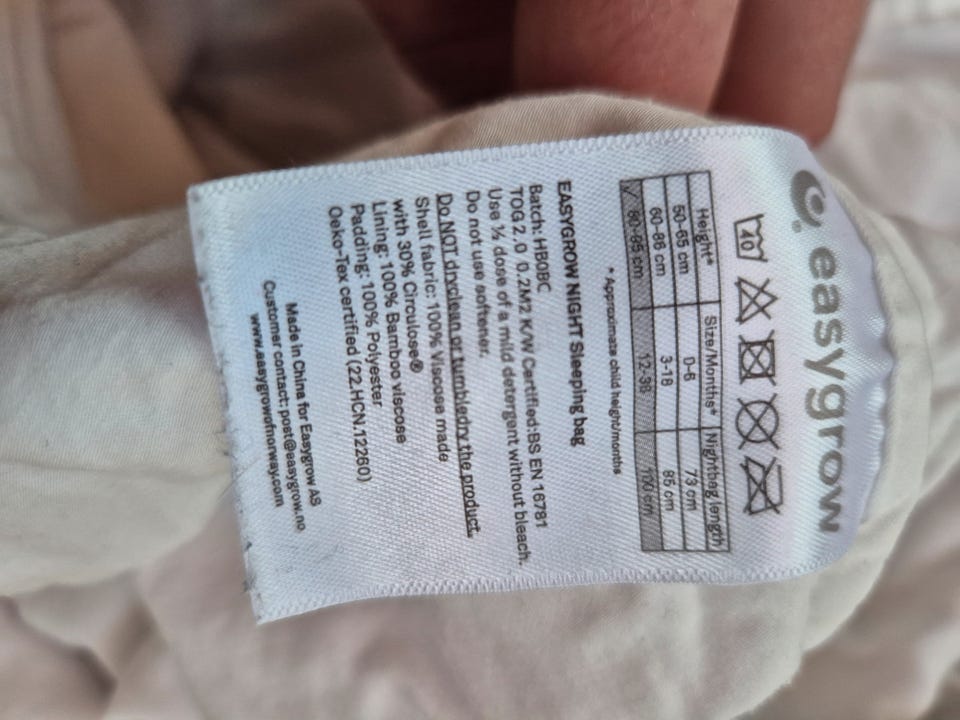 easygrow
40
Height* Size/Months* Nightbag length
50-65 cm 0-6 73 cm
60-86 cm 3-18 85 cm
80-95 cm 12-36 100 cm
* Approximate child height/months
EASYGROW NIGHT Sleeping bag
Batch: HB0BC
TOG2.0 0.2M2.K/W Certified:BS EN 16781
Use ½ dose of a mild detergent without bleach.
Do not use softener.
Do NOT dryclean or tumbledry the product.
Shell fabric: 100% Viscose made
with 30% Circulose®
Lining: 100% Bamboo viscose
Padding: 100% Polyester
Oeko-Tex certified (22.HCN.12260)
Made in China for Easygrow AS
Customer contact: post@easygrow.no
www.easygrowofnorway.com